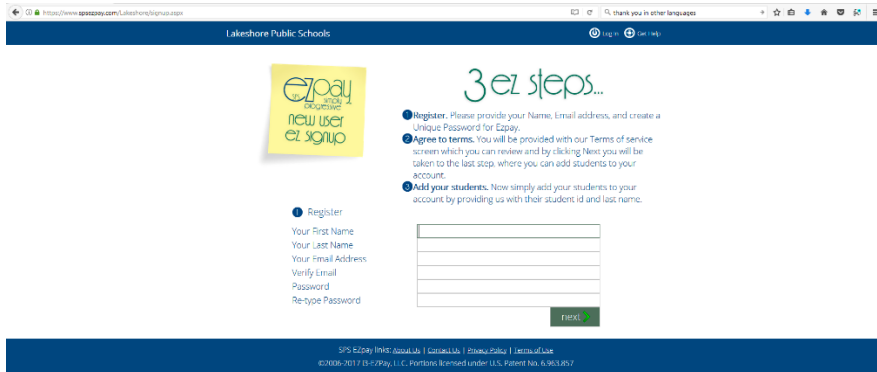 https://www.spsezpay.com/Lakeshore/signup.aspx
thank you in other languages
Lakeshore Public Schools
Log In
Get Help
ezpay
sps simply
progressive
new user
ez signup
3 ez steps...
1 Register. Please provide your Name, Email address, and create a
Unique Password for Ezpay.
2 Agree to terms. You will be provided with our Terms of service
screen which you can review and by clicking Next you will be
taken to the last step, where you can add students to your
account.
3 Add your students. Now simply add your students to your
account by providing us with their student id and last name.
1 Register
Your First Name
Your Last Name
Your Email Address
Verify Email
Password
Re-type Password
next
SPS EZpay links: About Us | Contact Us | Privacy Policy | Terms of Use
©2006-2017 i3-EZPay, LLC, Portions licensed under U.S. Patent No. 6,963,857